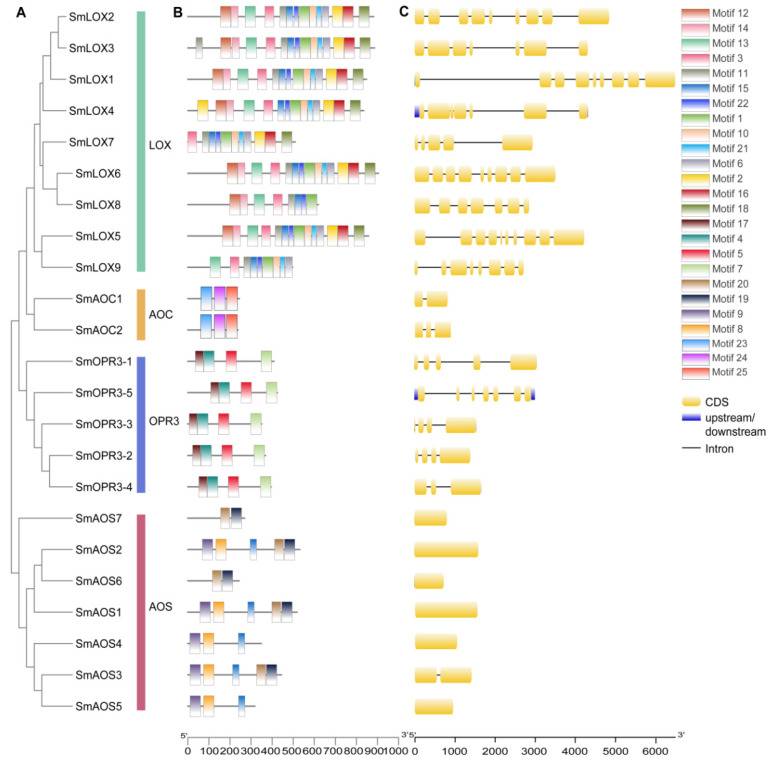 A
B
C
SmLOX2
SmLOX3
SmLOX1
SmLOX4
SmLOX7
SmLOX6
SmLOX8
SmLOX5
SmLOX9
SmAOC1
SmAOC2
SmOPR3-1
SmOPR3-5
SmOPR3-3
SmOPR3-2
SmOPR3-4
SmAOS7
SmAOS2
SmAOS6
SmAOS1
SmAOS4
SmAOS3
SmAOS5
LOX
AOC
OPR3
AOS
5'
0 100 200 300 400 500 600 700 800 900 1000
3'
5'
0 1000 2000 3000 4000 5000 6000
3'
Motif 12
Motif 14
Motif 13
Motif 3
Motif 11
Motif 15
Motif 22
Motif 1
Motif 10
Motif 21
Motif 6
Motif 2
Motif 16
Motif 18
Motif 17
Motif 4
Motif 5
Motif 7
Motif 20
Motif 19
Motif 9
Motif 8
Motif 23
Motif 24
Motif 25
CDS
upstream/
downstream
Intron